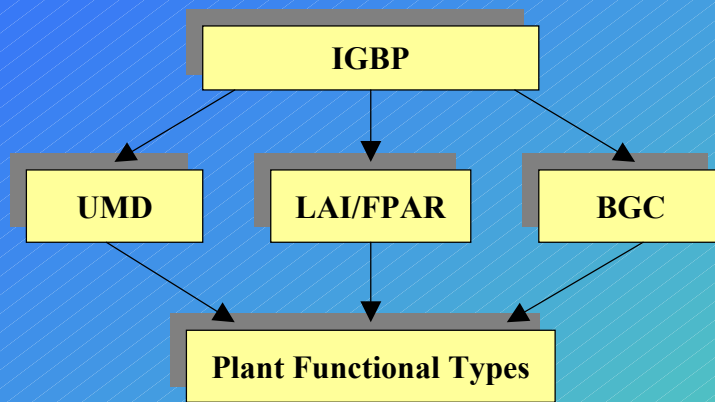 IGBP
UMD
LAI/FPAR
BGC
Plant Functional Types